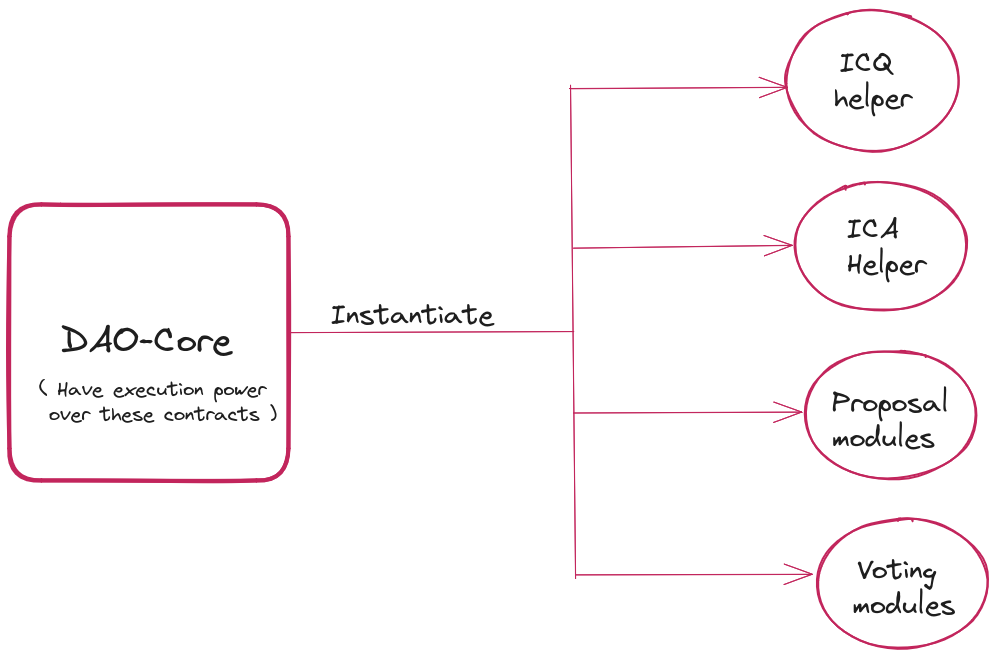 ICQ
helper
ICA
Helper
Instantiate
DAO-Core
( Have execution power
over these contracts )
Proposal
modules
Voting
modules